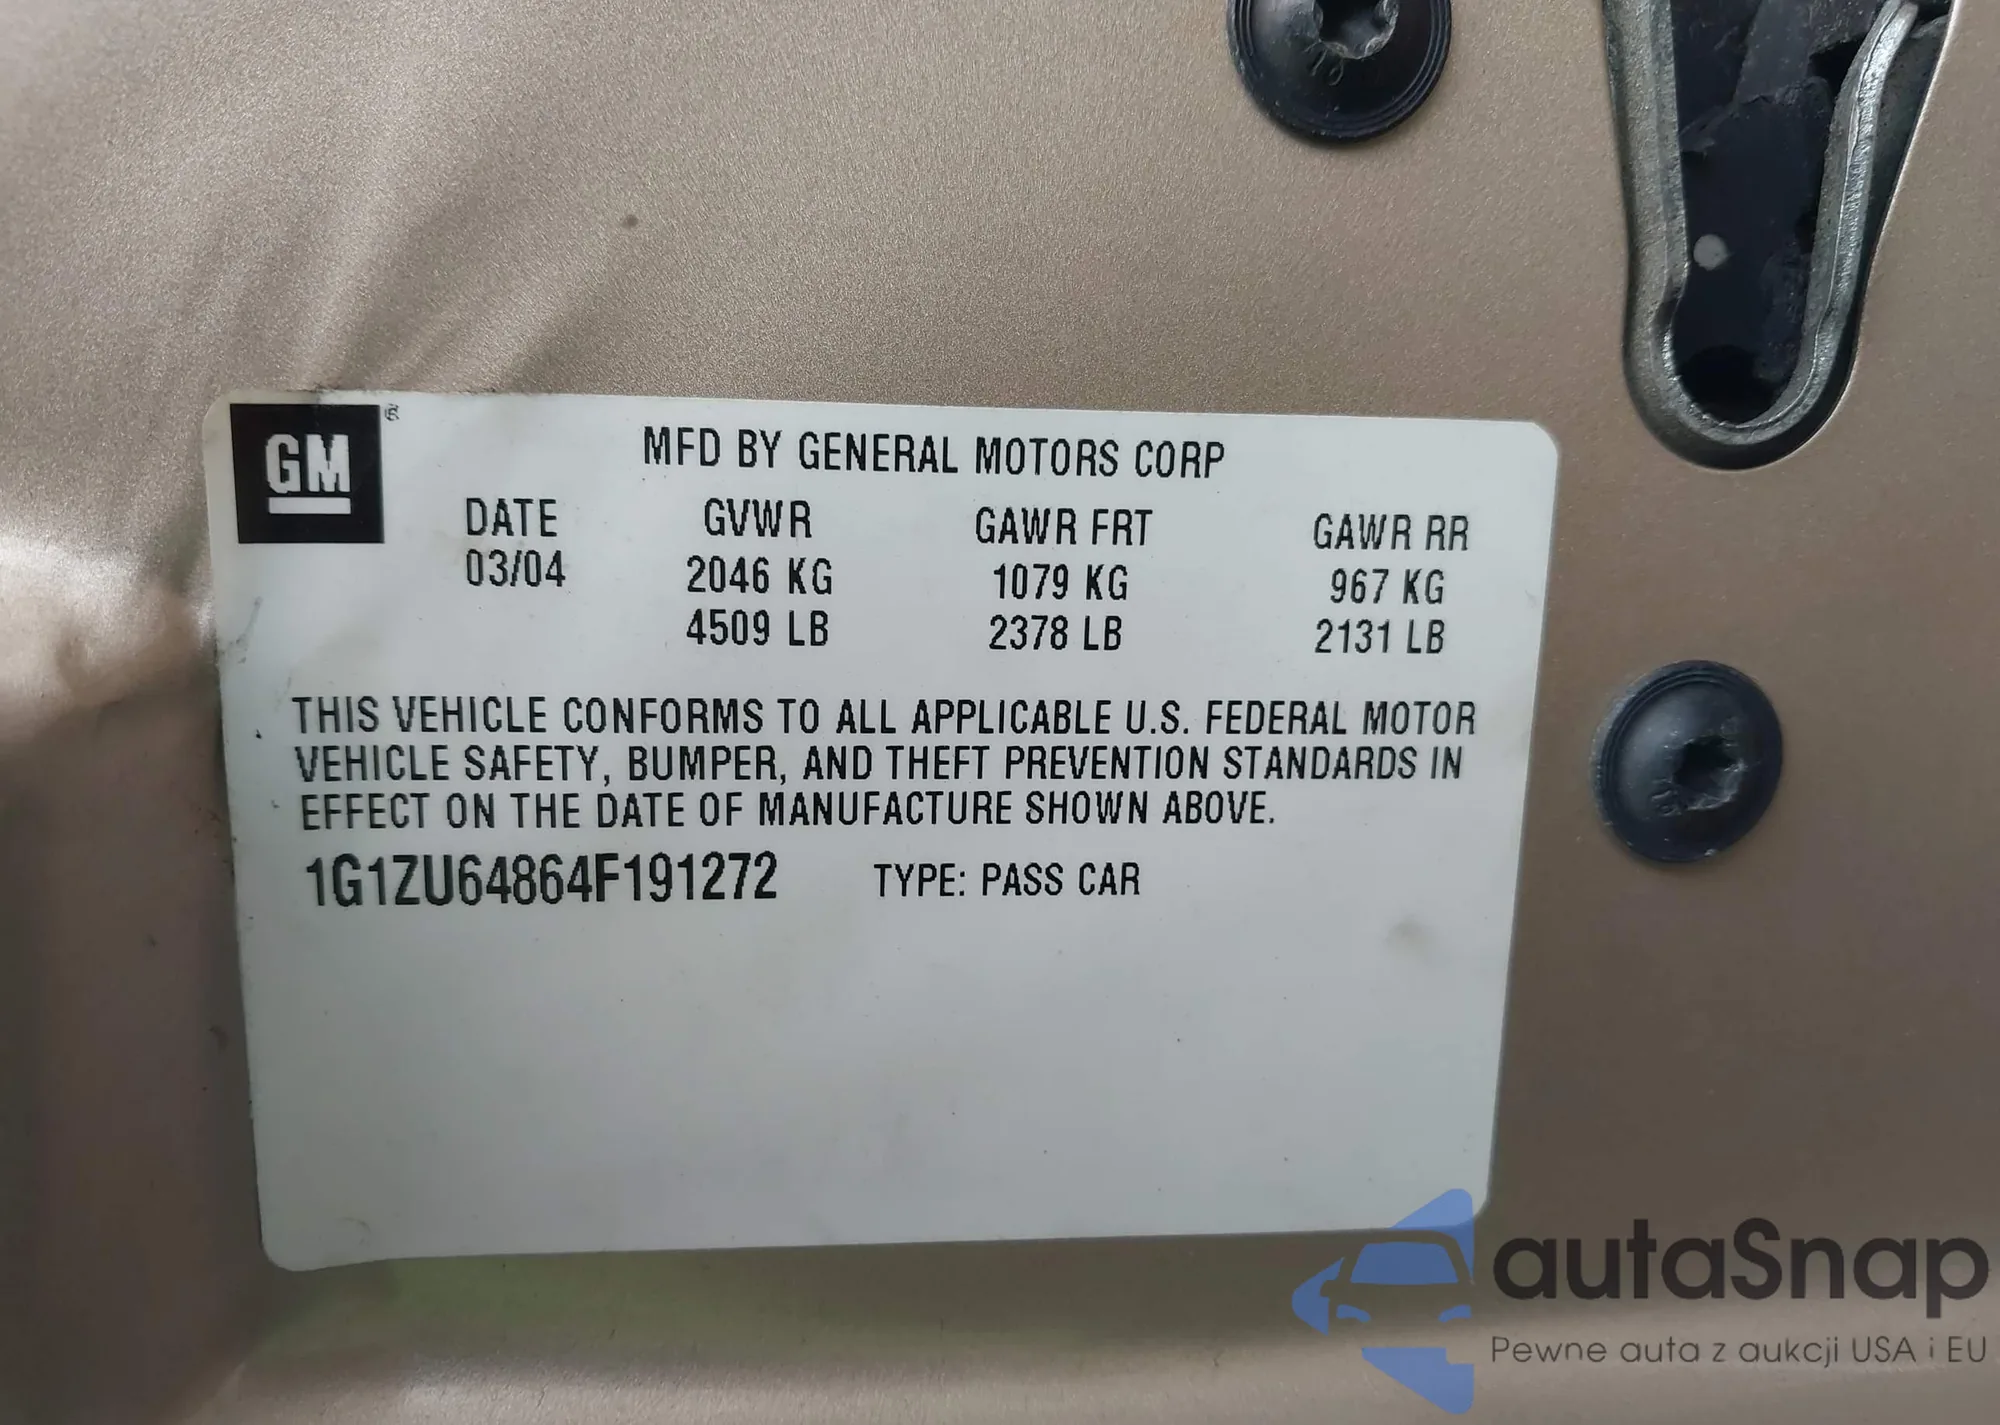 GM®
MFD BY GENERAL MOTORS CORP
DATE GVWR GAWR FRT GAWR RR
03/04 2046 KG 1079 KG 967 KG
4509 LB 2378 LB 2131 LB
THIS VEHICLE CONFORMS TO ALL APPLICABLE U.S. FEDERAL MOTOR
VEHICLE SAFETY, BUMPER, AND THEFT PREVENTION STANDARDS IN
EFFECT ON THE DATE OF MANUFACTURE SHOWN ABOVE.
1G1ZU64864F191272 TYPE: PASS CAR
autaSnap
Pewne auta z aukcji USA i EU